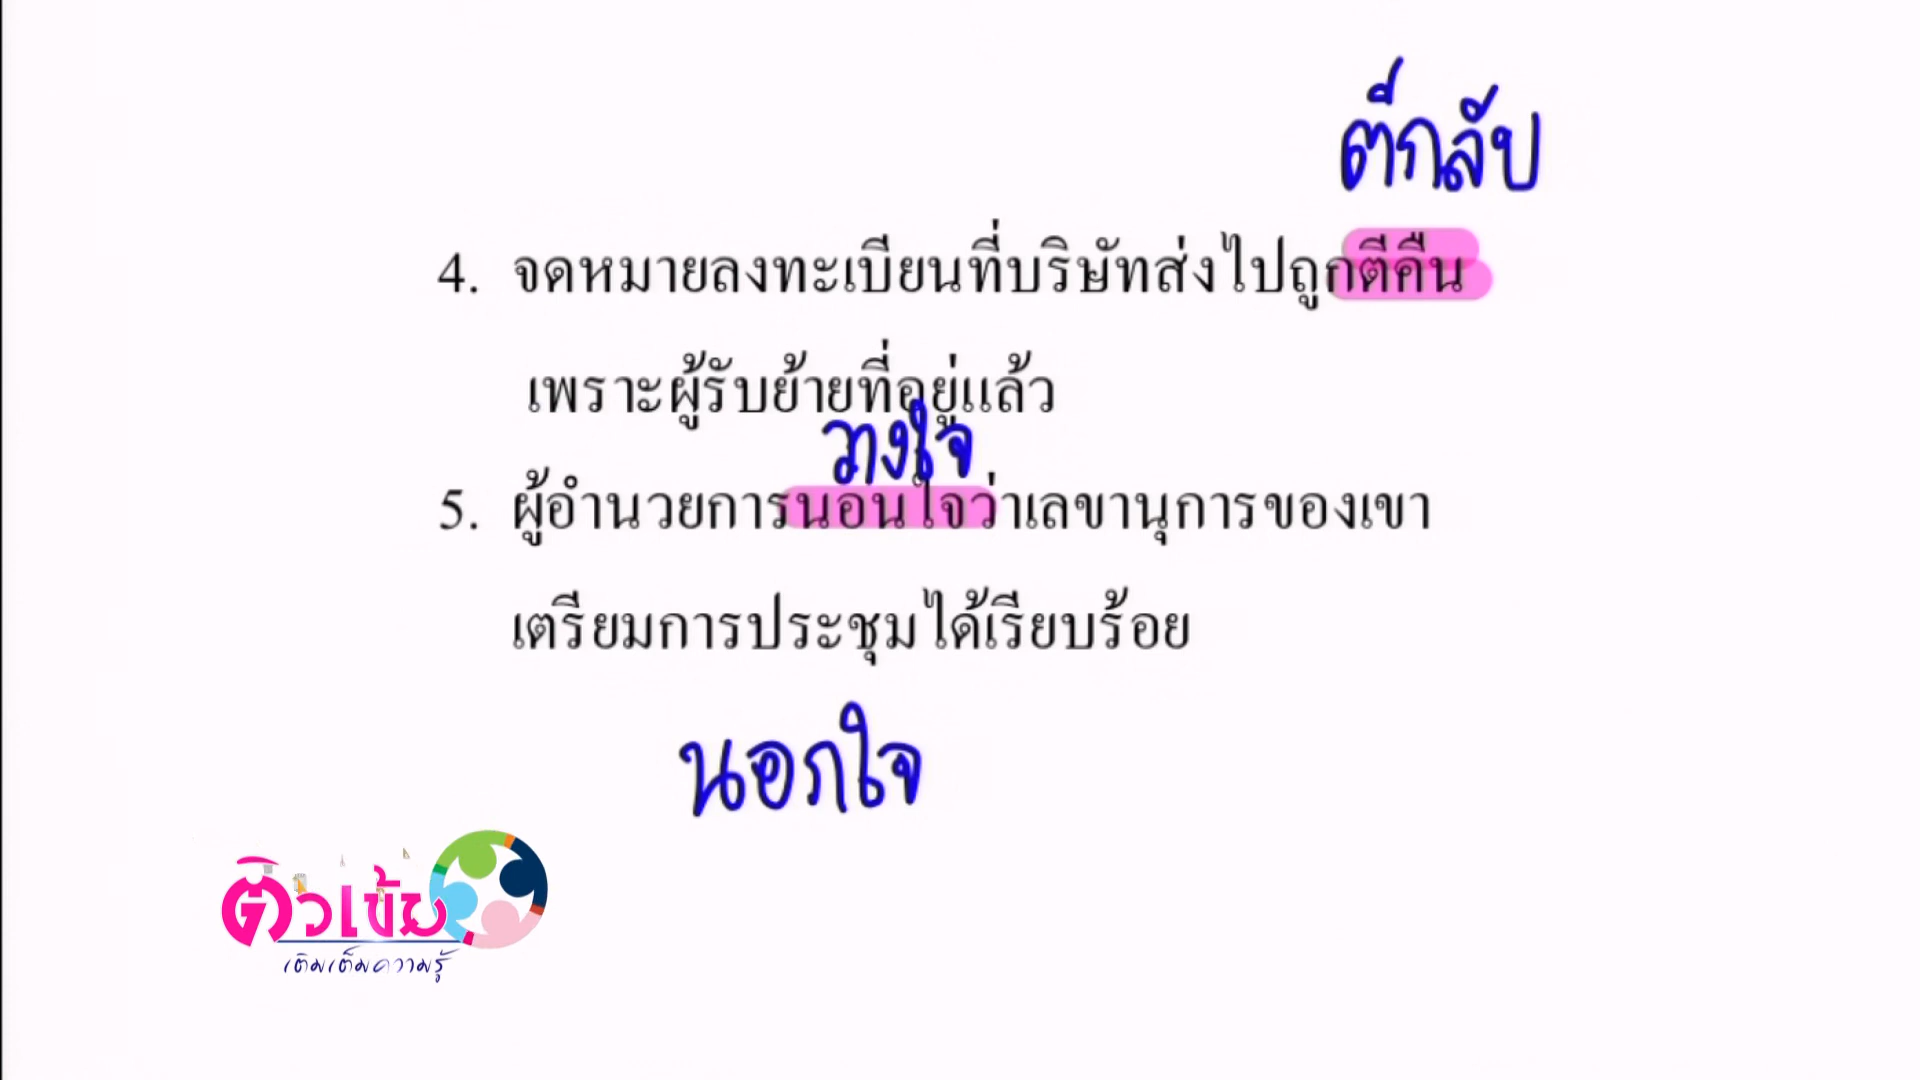 ตีกลับ
4. จดหมายลงทะเบียนที่บริษัทส่งไปถูกตีคืน
เพราะผู้รับย้ายที่อยู่แล้ว
วางใจ
5. ผู้อำนวยการนอนใจว่าเลขานุการของเขา
เตรียมการประชุมได้เรียบร้อย
นอกใจ
ติวเข้ม
เติมเต็มความรู้